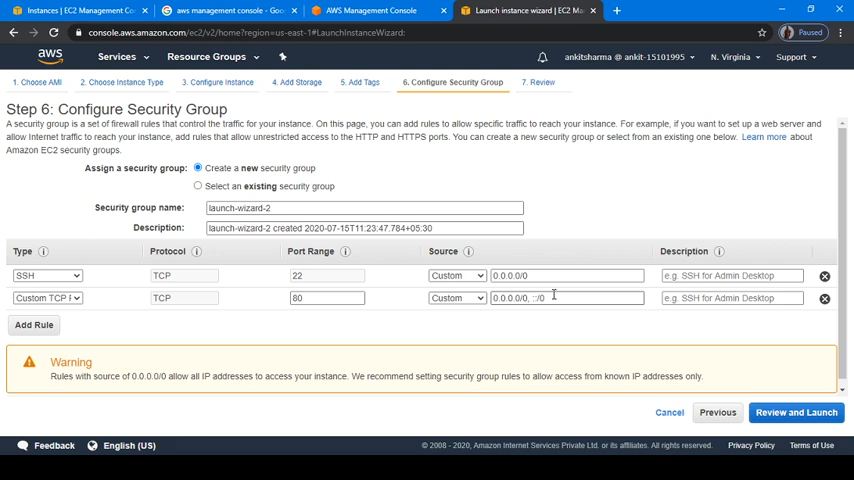 Instances | EC2 Management Con
aws management console - Goo
AWS Management Console
Launch instance wizard | EC2 Ma
console.aws.amazon.com/ec2/v2/home?region=us-east-1#LaunchInstanceWizard:
Paused
aws
Services
Resource Groups
ankitsharma @ ankit-15101995
N. Virginia
Support
1. Choose AMI
2. Choose Instance Type
3. Configure Instance
4. Add Storage
5. Add Tags
6. Configure Security Group
7. Review
Step 6: Configure Security Group
A security group is a set of firewall rules that control the traffic for your instance. On this page, you can add rules to allow specific traffic to reach your instance. For example, if you want to set up a web server and
allow Internet traffic to reach your instance, add rules that allow unrestricted access to the HTTP and HTTPS ports. You can create a new security group or select from an existing one below. Learn more about
Amazon EC2 security groups.
Assign a security group: Create a new security group
Select an existing security group
Security group name: launch-wizard-2
Description: launch-wizard-2 created 2020-07-15T11:23:47.784+05:30
Type i Protocol i Port Range i Source i Description i
SSH TCP 22 Custom 0.0.0.0/0 e.g. SSH for Admin Desktop
Custom TCP F TCP 80 Custom 0.0.0.0/0, ::/0 e.g. SSH for Admin Desktop
Add Rule
Warning
Rules with source of 0.0.0.0/0 allow all IP addresses to access your instance. We recommend setting security group rules to allow access from known IP addresses only.
Cancel Previous Review and Launch
Feedback English (US) © 2008 - 2020, Amazon Internet Services Private Ltd. or its affiliates. All rights reserved. Privacy Policy Terms of Use